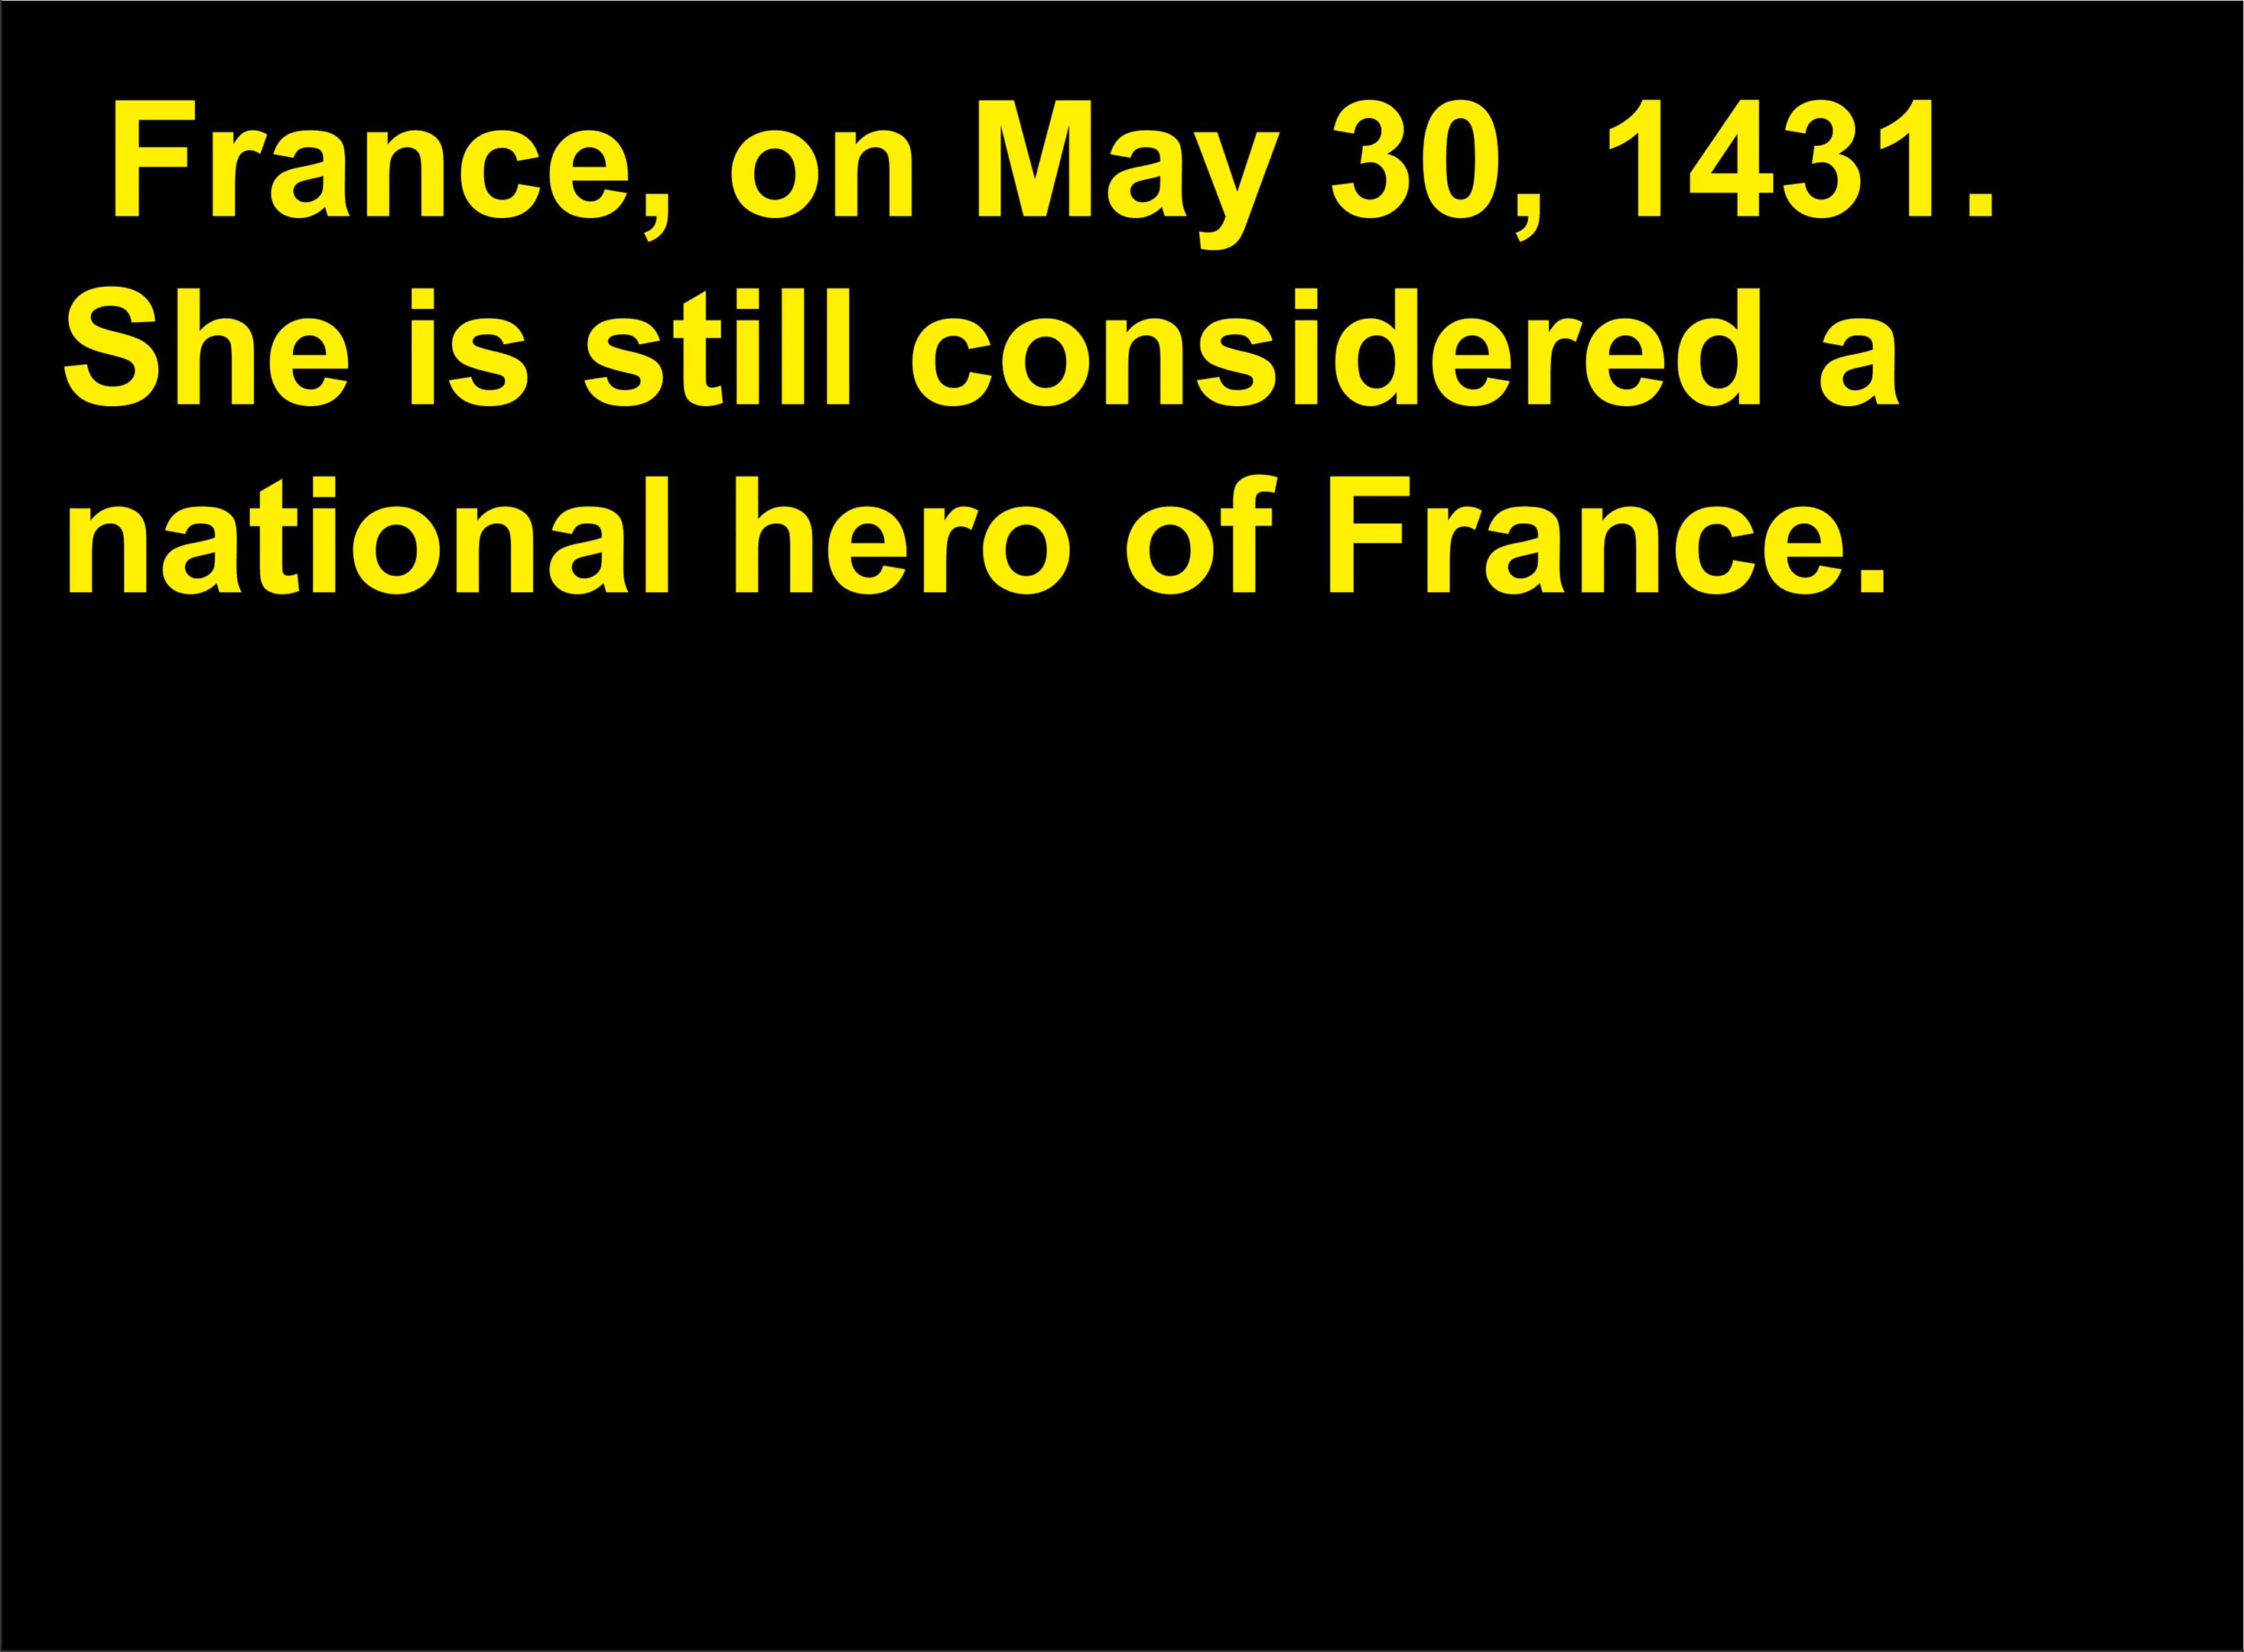 France, on May 30, 1431.
She is still considered a
national hero of France.